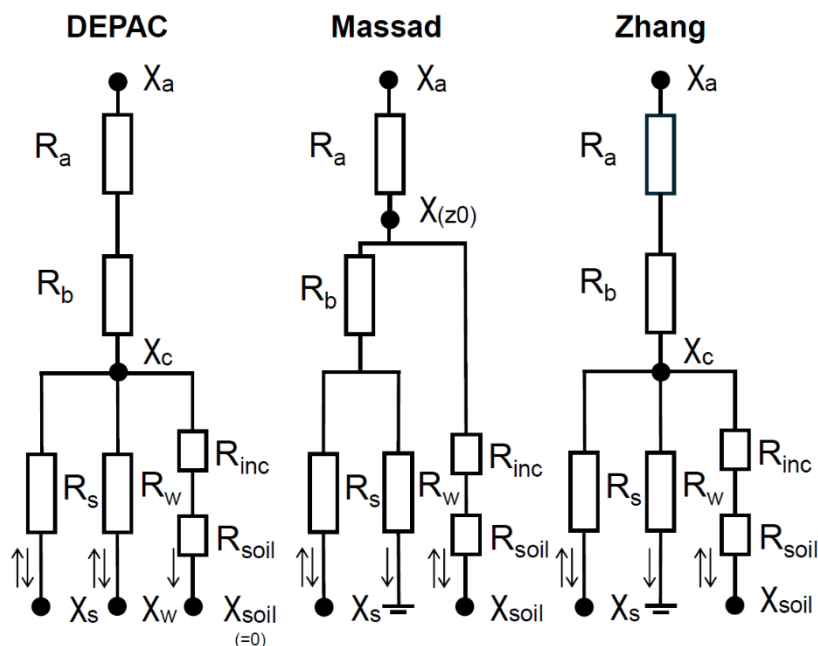 DEPAC Massad Zhang
Xa Xa Xa
Ra Ra Ra
X(z0)
Rb Rb Rb
Xc Xc
Rinc Rinc Rinc
Rs Rw Rs Rw Rs Rw
Rsoil Rsoil Rsoil
Xs Xw Xsoil Xs Xsoil Xs Xsoil
(=0)